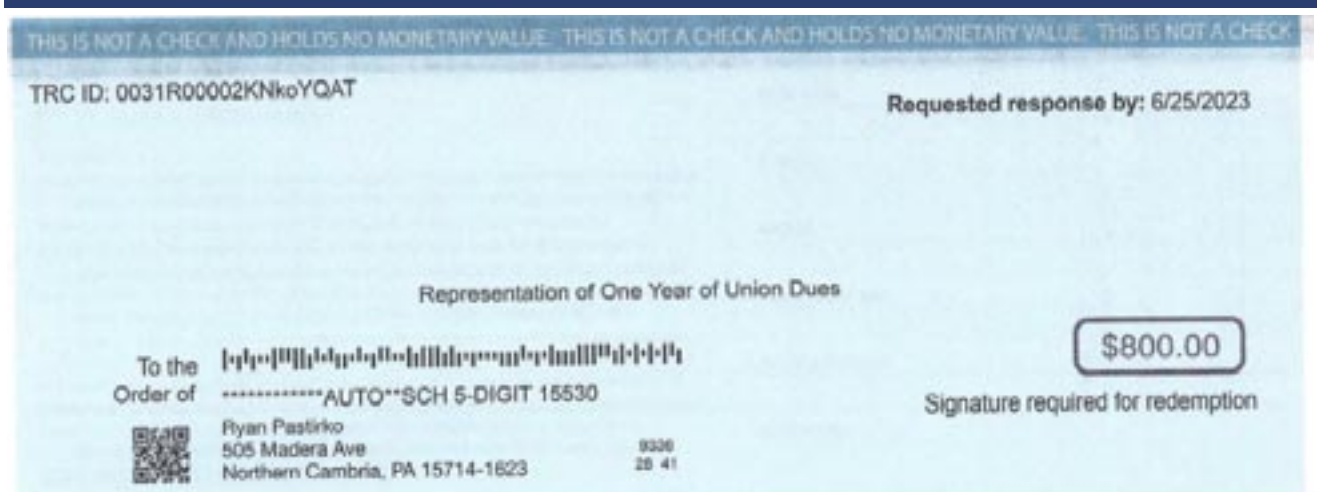 THIS IS NOT A CHECK AND HOLDS NO MONETARY VALUE. THIS IS NOT A CHECK AND HOLDS NO MONETARY VALUE. THIS IS NOT A CHECK
TRC ID: 0031R00002KNkoYQAT
Requested response by: 6/25/2023
Representation of One Year of Union Dues
$800.00
Signature required for redemption
To the
Order of
************AUTO**SCH 5-DIGIT 15530
Ryan Pastirko
505 Madera Ave
Northern Cambria, PA 15714-1623
9336
28 41